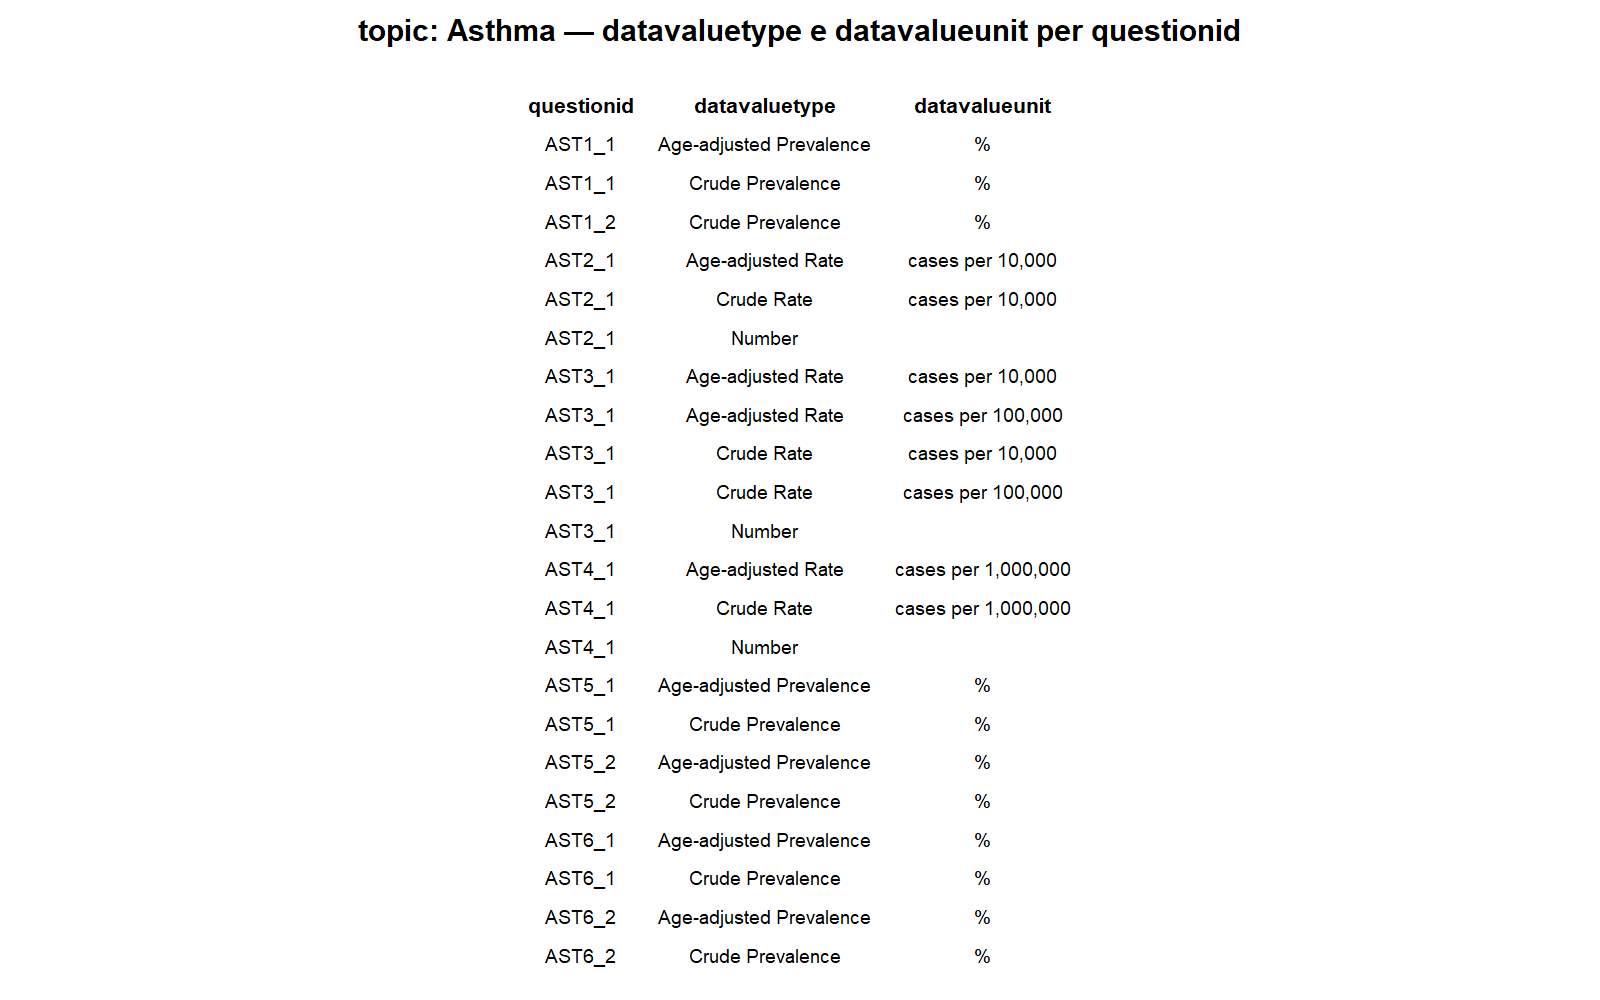 topic: Asthma — datavaluetype e datavalueunit per questionid
questionid datavaluetype datavalueunit
AST1_1 Age-adjusted Prevalence %
AST1_1 Crude Prevalence %
AST1_2 Crude Prevalence %
AST2_1 Age-adjusted Rate cases per 10,000
AST2_1 Crude Rate cases per 10,000
AST2_1 Number
AST3_1 Age-adjusted Rate cases per 10,000
AST3_1 Age-adjusted Rate cases per 100,000
AST3_1 Crude Rate cases per 10,000
AST3_1 Crude Rate cases per 100,000
AST3_1 Number
AST4_1 Age-adjusted Rate cases per 1,000,000
AST4_1 Crude Rate cases per 1,000,000
AST4_1 Number
AST5_1 Age-adjusted Prevalence %
AST5_1 Crude Prevalence %
AST5_2 Age-adjusted Prevalence %
AST5_2 Crude Prevalence %
AST6_1 Age-adjusted Prevalence %
AST6_1 Crude Prevalence %
AST6_2 Age-adjusted Prevalence %
AST6_2 Crude Prevalence %